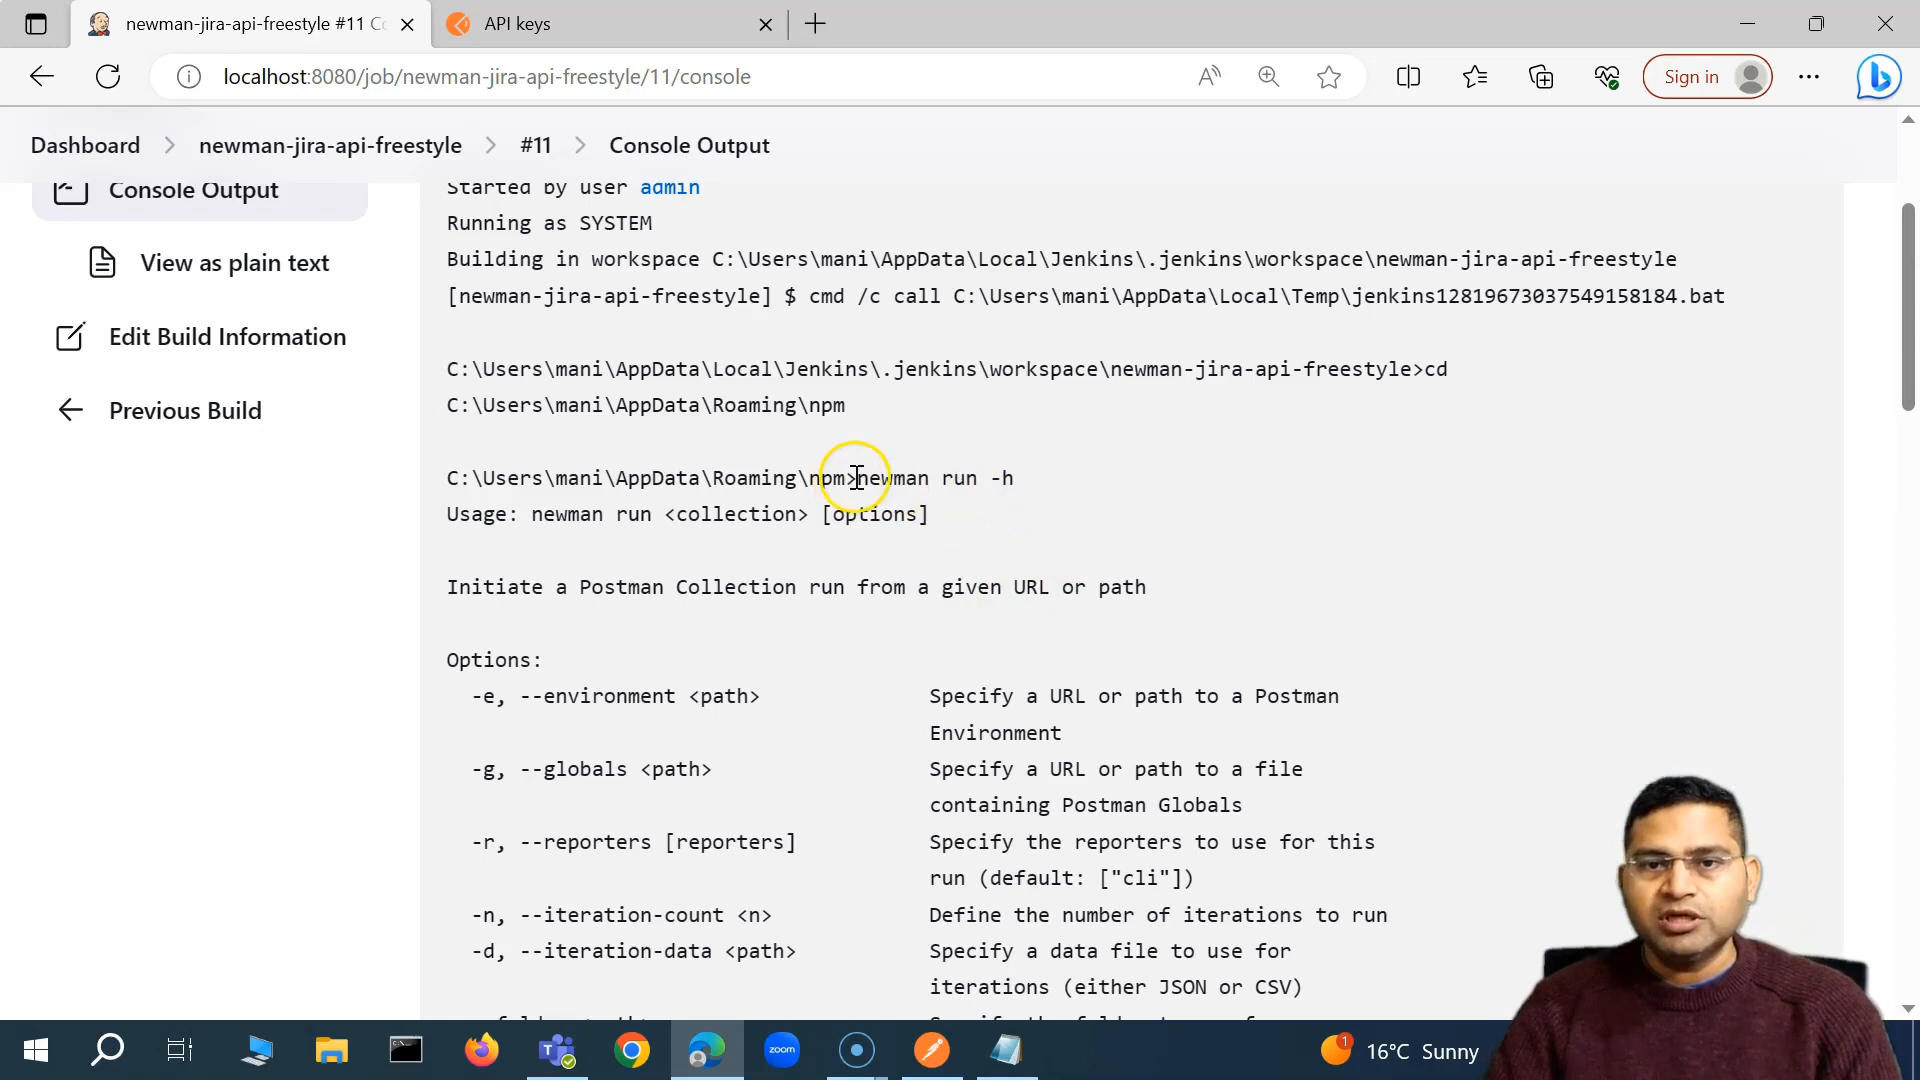 newman-jira-api-freestyle #11 Co
API keys
localhost:8080/job/newman-jira-api-freestyle/11/console
Sign in
Dashboard
newman-jira-api-freestyle
#11
Console Output
Console Output
View as plain text
Edit Build Information
Previous Build
Started by user admin
Running as SYSTEM
Building in workspace C:\Users\mani\AppData\Local\Jenkins\.jenkins\workspace\newman-jira-api-freestyle
[newman-jira-api-freestyle] $ cmd /c call C:\Users\mani\AppData\Local\Temp\jenkins12819673037549158184.bat
C:\Users\mani\AppData\Local\Jenkins\.jenkins\workspace\newman-jira-api-freestyle>cd
C:\Users\mani\AppData\Roaming\npm
C:\Users\mani\AppData\Roaming\npm>newman run -h
Usage: newman run <collection> [options]
Initiate a Postman Collection run from a given URL or path
Options:
-e, --environment <path> Specify a URL or path to a Postman
Environment
-g, --globals <path> Specify a URL or path to a file
containing Postman Globals
-r, --reporters [reporters] Specify the reporters to use for this
run (default: ["cli"])
-n, --iteration-count <n> Define the number of iterations to run
-d, --iteration-data <path> Specify a data file to use for
iterations (either JSON or CSV)
zoom
1
16°C Sunny